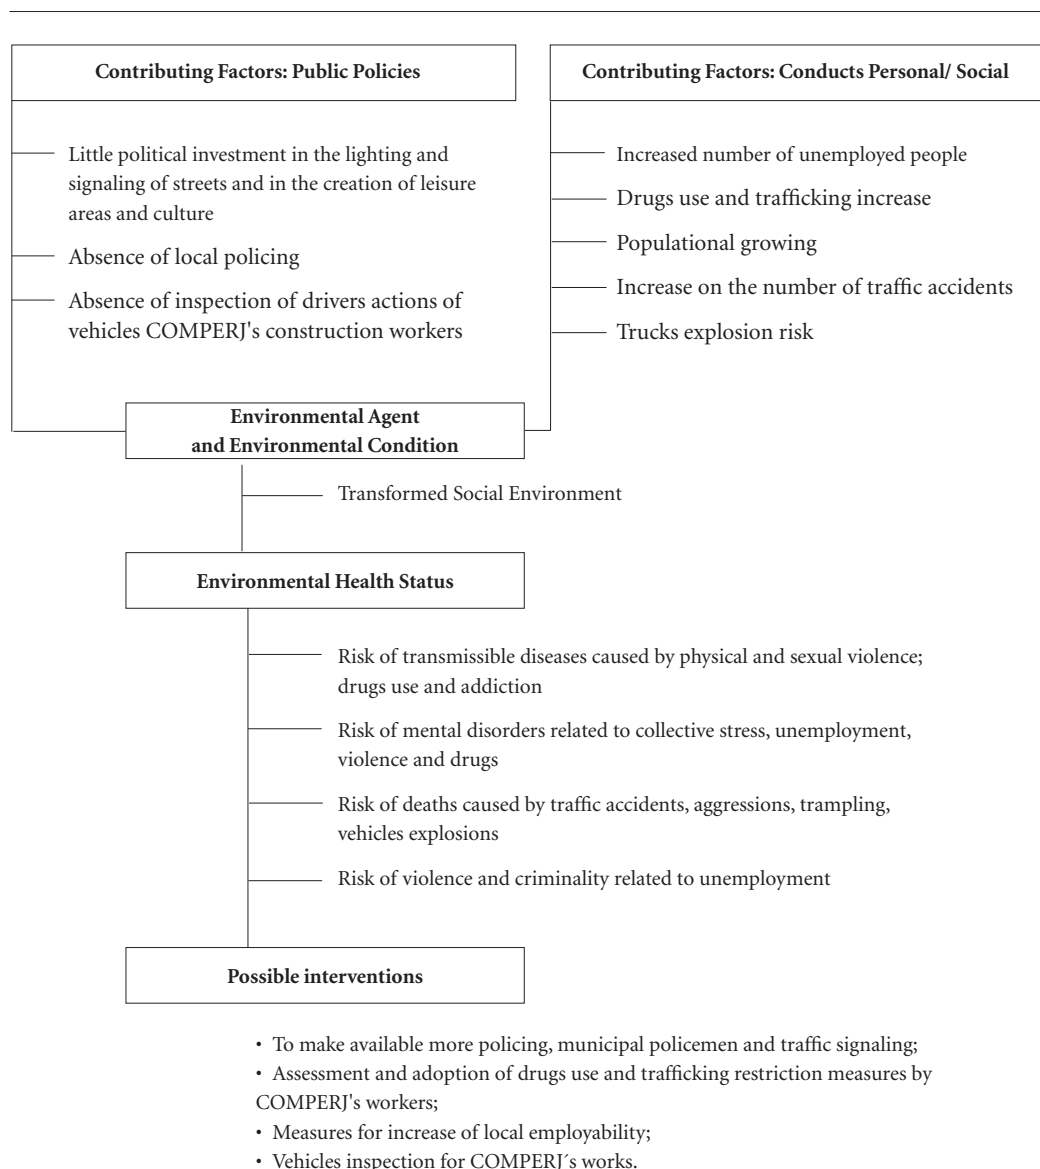 Contributing Factors: Public Policies
Little political investment in the lighting and
signaling of streets and in the creation of leisure
areas and culture
Absence of local policing
Absence of inspection of drivers actions of
vehicles COMPERJ's construction workers
Contributing Factors: Conducts Personal/ Social
Increased number of unemployed people
Drugs use and trafficking increase
Populational growing
Increase on the number of traffic accidents
Trucks explosion risk
Environmental Agent
and Environmental Condition
Transformed Social Environment
Environmental Health Status
Risk of transmissible diseases caused by physical and sexual violence;
drugs use and addiction
Risk of mental disorders related to collective stress, unemployment,
violence and drugs
Risk of deaths caused by traffic accidents, aggressions, trampling,
vehicles explosions
Risk of violence and criminality related to unemployment
Possible interventions
• To make available more policing, municipal policemen and traffic signaling;
• Assessment and adoption of drugs use and trafficking restriction measures by
COMPERJ's workers;
• Measures for increase of local employability;
• Vehicles inspection for COMPERJ´s works.